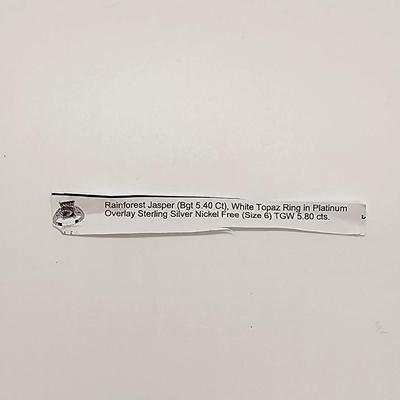 Rainforest Jasper (Bgt 5.40 Ct), White Topaz Ring in Platinum
Overlay Sterling Silver Nickel Free (Size 6) TGW 5.80 cts.